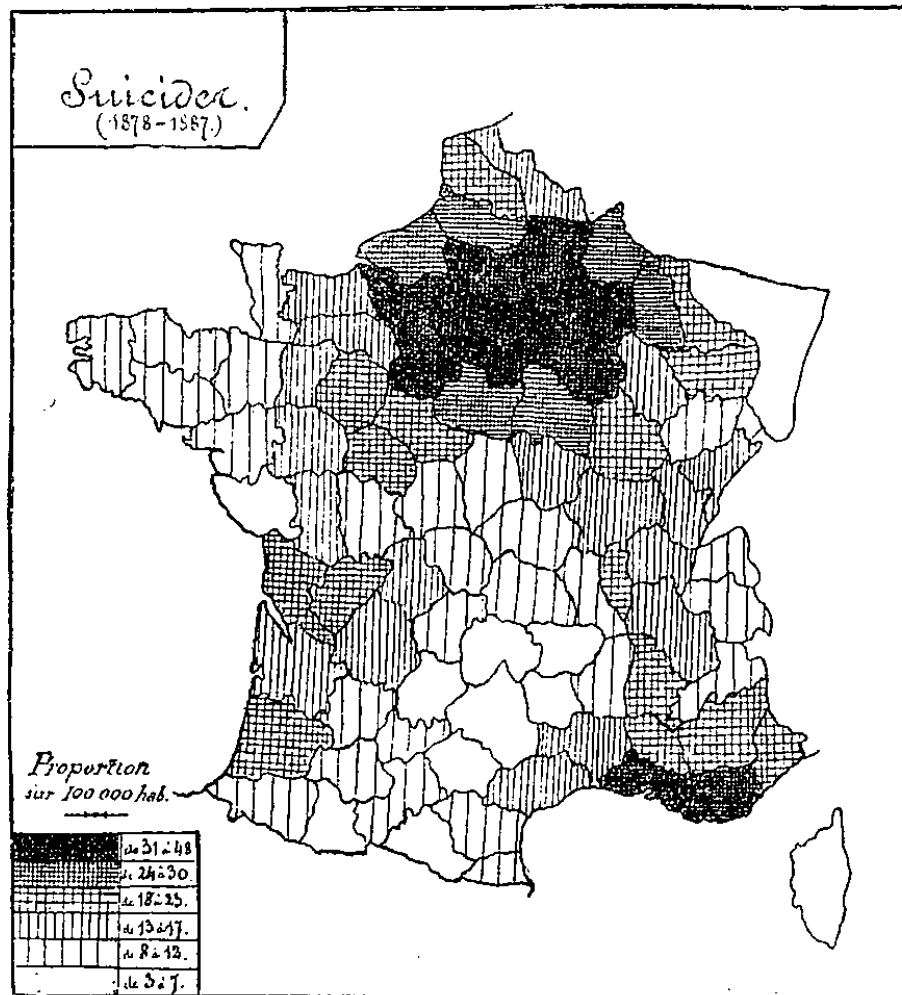 Suicides.
(1878-1887.)
Proportion
sur 100 000 hab.
de 31 à 48
de 24 à 30.
de 18 à 23.
de 13 à 17.
de 8 à 12.
de 3 à 7.